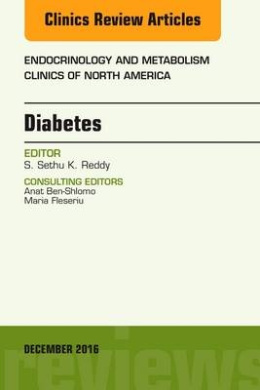 Clinics Review Articles
ENDOCRINOLOGY AND METABOLISM
CLINICS OF NORTH AMERICA
Diabetes
EDITOR
S. Sethu K. Reddy
CONSULTING EDITORS
Anat Ben-Shlomo
Maria Fleseriu
DECEMBER 2016
reviews